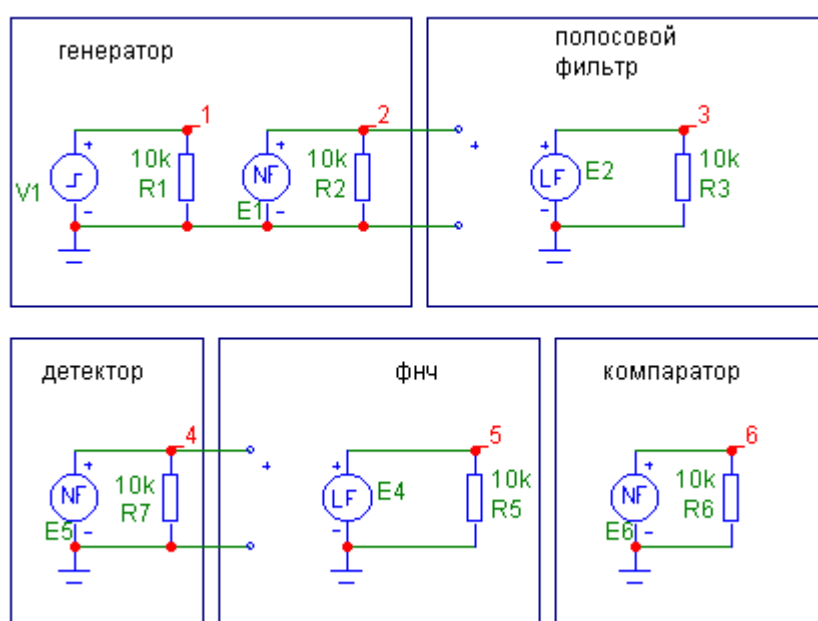 генератор
полосовой
фильтр
1
2
3
+
+
+
+
10k
NF
10k
LF
E2
10k
V1
R1
E1
R2
R3
-
-
-
детектор
фнч
компаратор
4
5
6
+
+
+
+
10k
NF
R7
LF
E4
10k
R5
NF
10k
R6
E5
E6
-
-
-